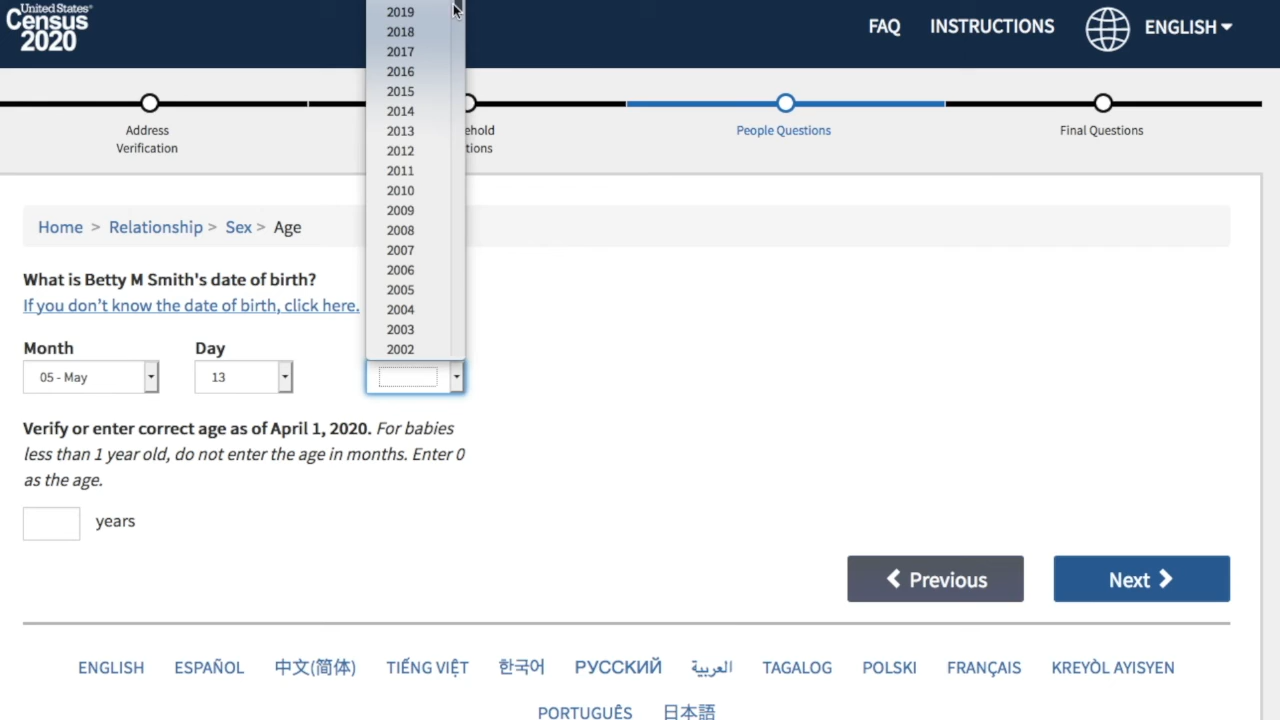 United States®
Census
2020
FAQ
INSTRUCTIONS
ENGLISH
2019
2018
2017
2016
2015
2014
2013
2012
2011
2010
2009
2008
2007
2006
2005
2004
2003
2002
Address
Verification
ehold
tions
People Questions
Final Questions
Home > Relationship > Sex > Age
What is Betty M Smith's date of birth?
If you don’t know the date of birth, click here.
Month
Day
05 - May
13
Verify or enter correct age as of April 1, 2020. For babies
less than 1 year old, do not enter the age in months. Enter 0
as the age.
years
Previous
Next
ENGLISH ESPAÑOL 中文(简体) TIẾNG VIỆT 한국어 РУССКИЙ العربية TAGALOG POLSKI FRANÇAIS KREYÒL AYISYEN
PORTUGUÊS 日本語